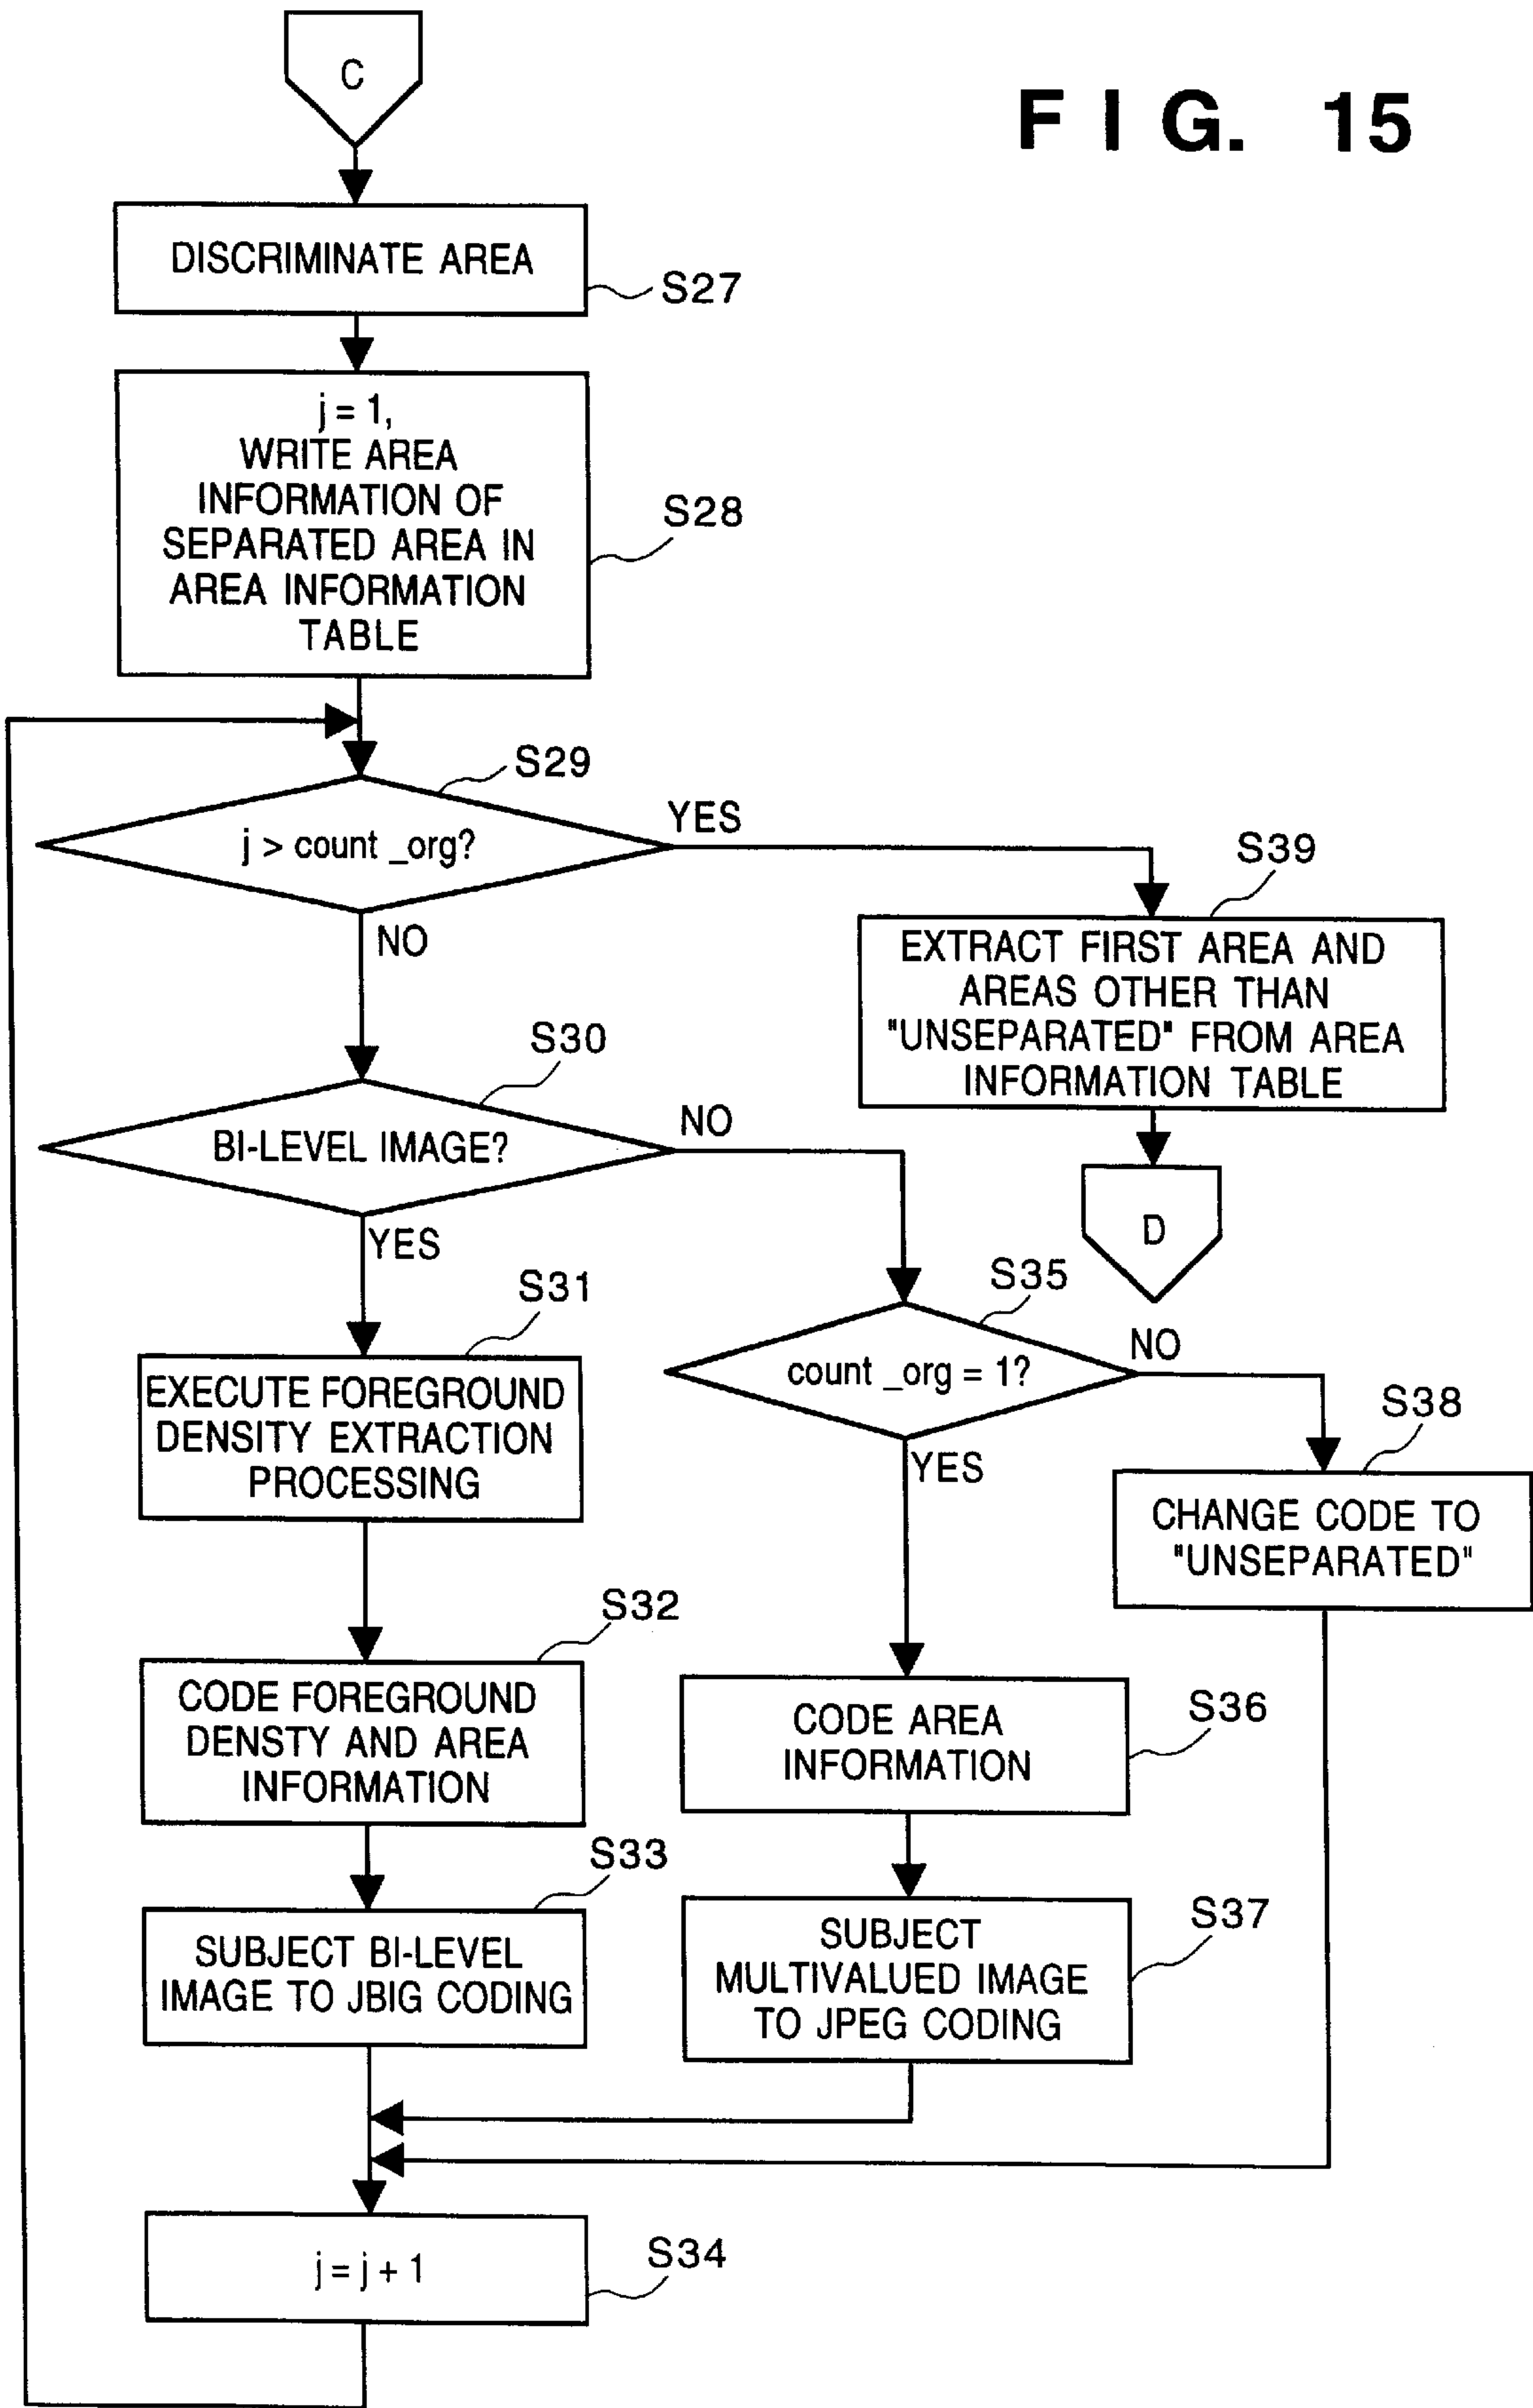 C
F I G. 15
DISCRIMINATE AREA
S27
j = 1,
WRITE AREA
INFORMATION OF
SEPARATED AREA IN
AREA INFORMATION
TABLE
S28
S29
j > count _org?
YES
NO
S39
EXTRACT FIRST AREA AND
AREAS OTHER THAN
"UNSEPARATED" FROM AREA
INFORMATION TABLE
D
S30
BI-LEVEL IMAGE?
NO
YES
S31
EXECUTE FOREGROUND
DENSITY EXTRACTION
PROCESSING
S35
count _org = 1?
NO
YES
S38
CHANGE CODE TO
"UNSEPARATED"
S32
CODE FOREGROUND
DENSTY AND AREA
INFORMATION
S36
CODE AREA
INFORMATION
S33
SUBJECT BI-LEVEL
IMAGE TO JBIG CODING
S37
SUBJECT
MULTIVALUED IMAGE
TO JPEG CODING
j = j + 1
S34